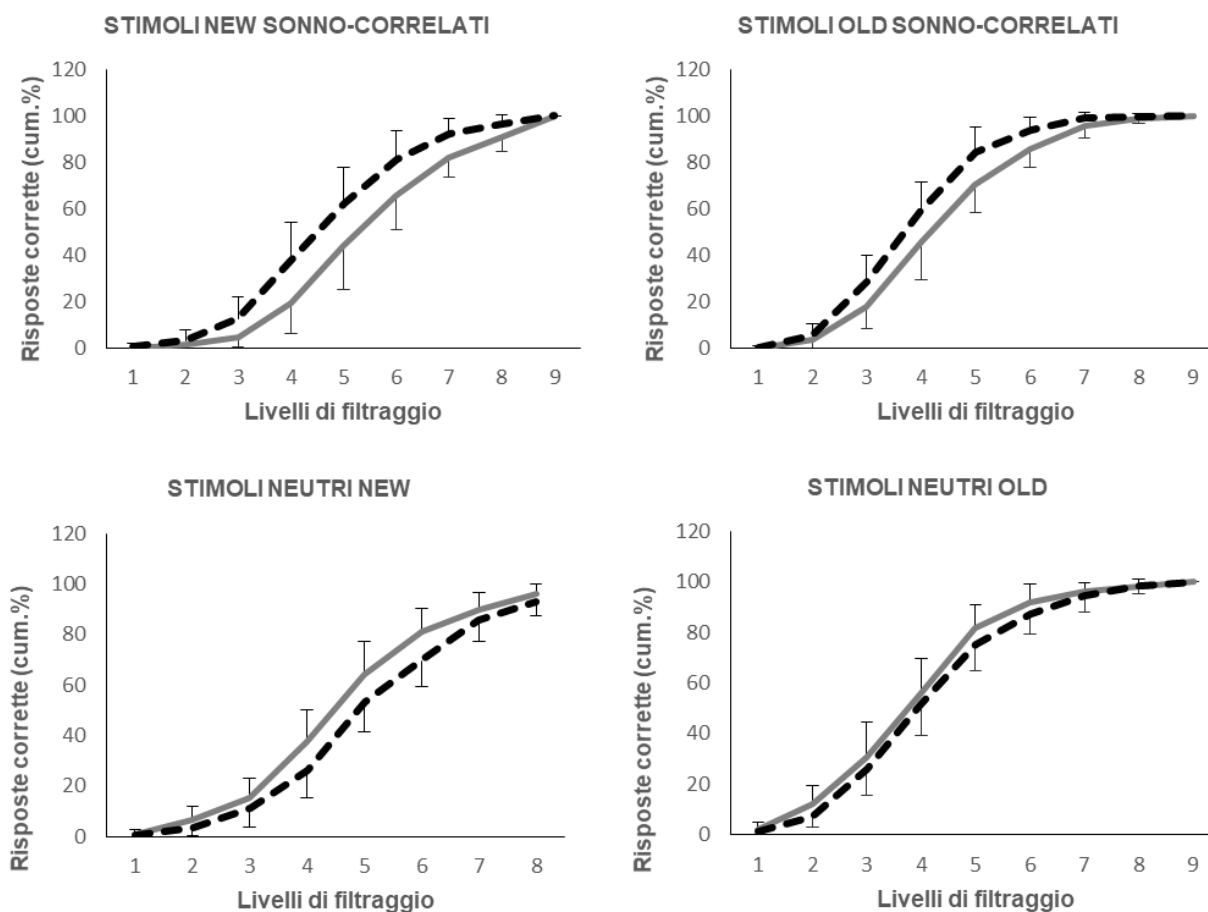 STIMOLI NEW SONNO-CORRELATI
Risposte corrette (cum.%)
120
100
80
60
40
20
0
1 2 3 4 5 6 7 8 9
Livelli di filtraggio
STIMOLI OLD SONNO-CORRELATI
Risposte corrette (cum.%)
120
100
80
60
40
20
0
1 2 3 4 5 6 7 8 9
Livelli di filtraggio
STIMOLI NEUTRI NEW
Risposte corrette (cum.%)
120
100
80
60
40
20
0
1 2 3 4 5 6 7 8
Livelli di filtraggio
STIMOLI NEUTRI OLD
Risposte corrette (cum.%)
120
100
80
60
40
20
0
1 2 3 4 5 6 7 8 9
Livelli di filtraggio